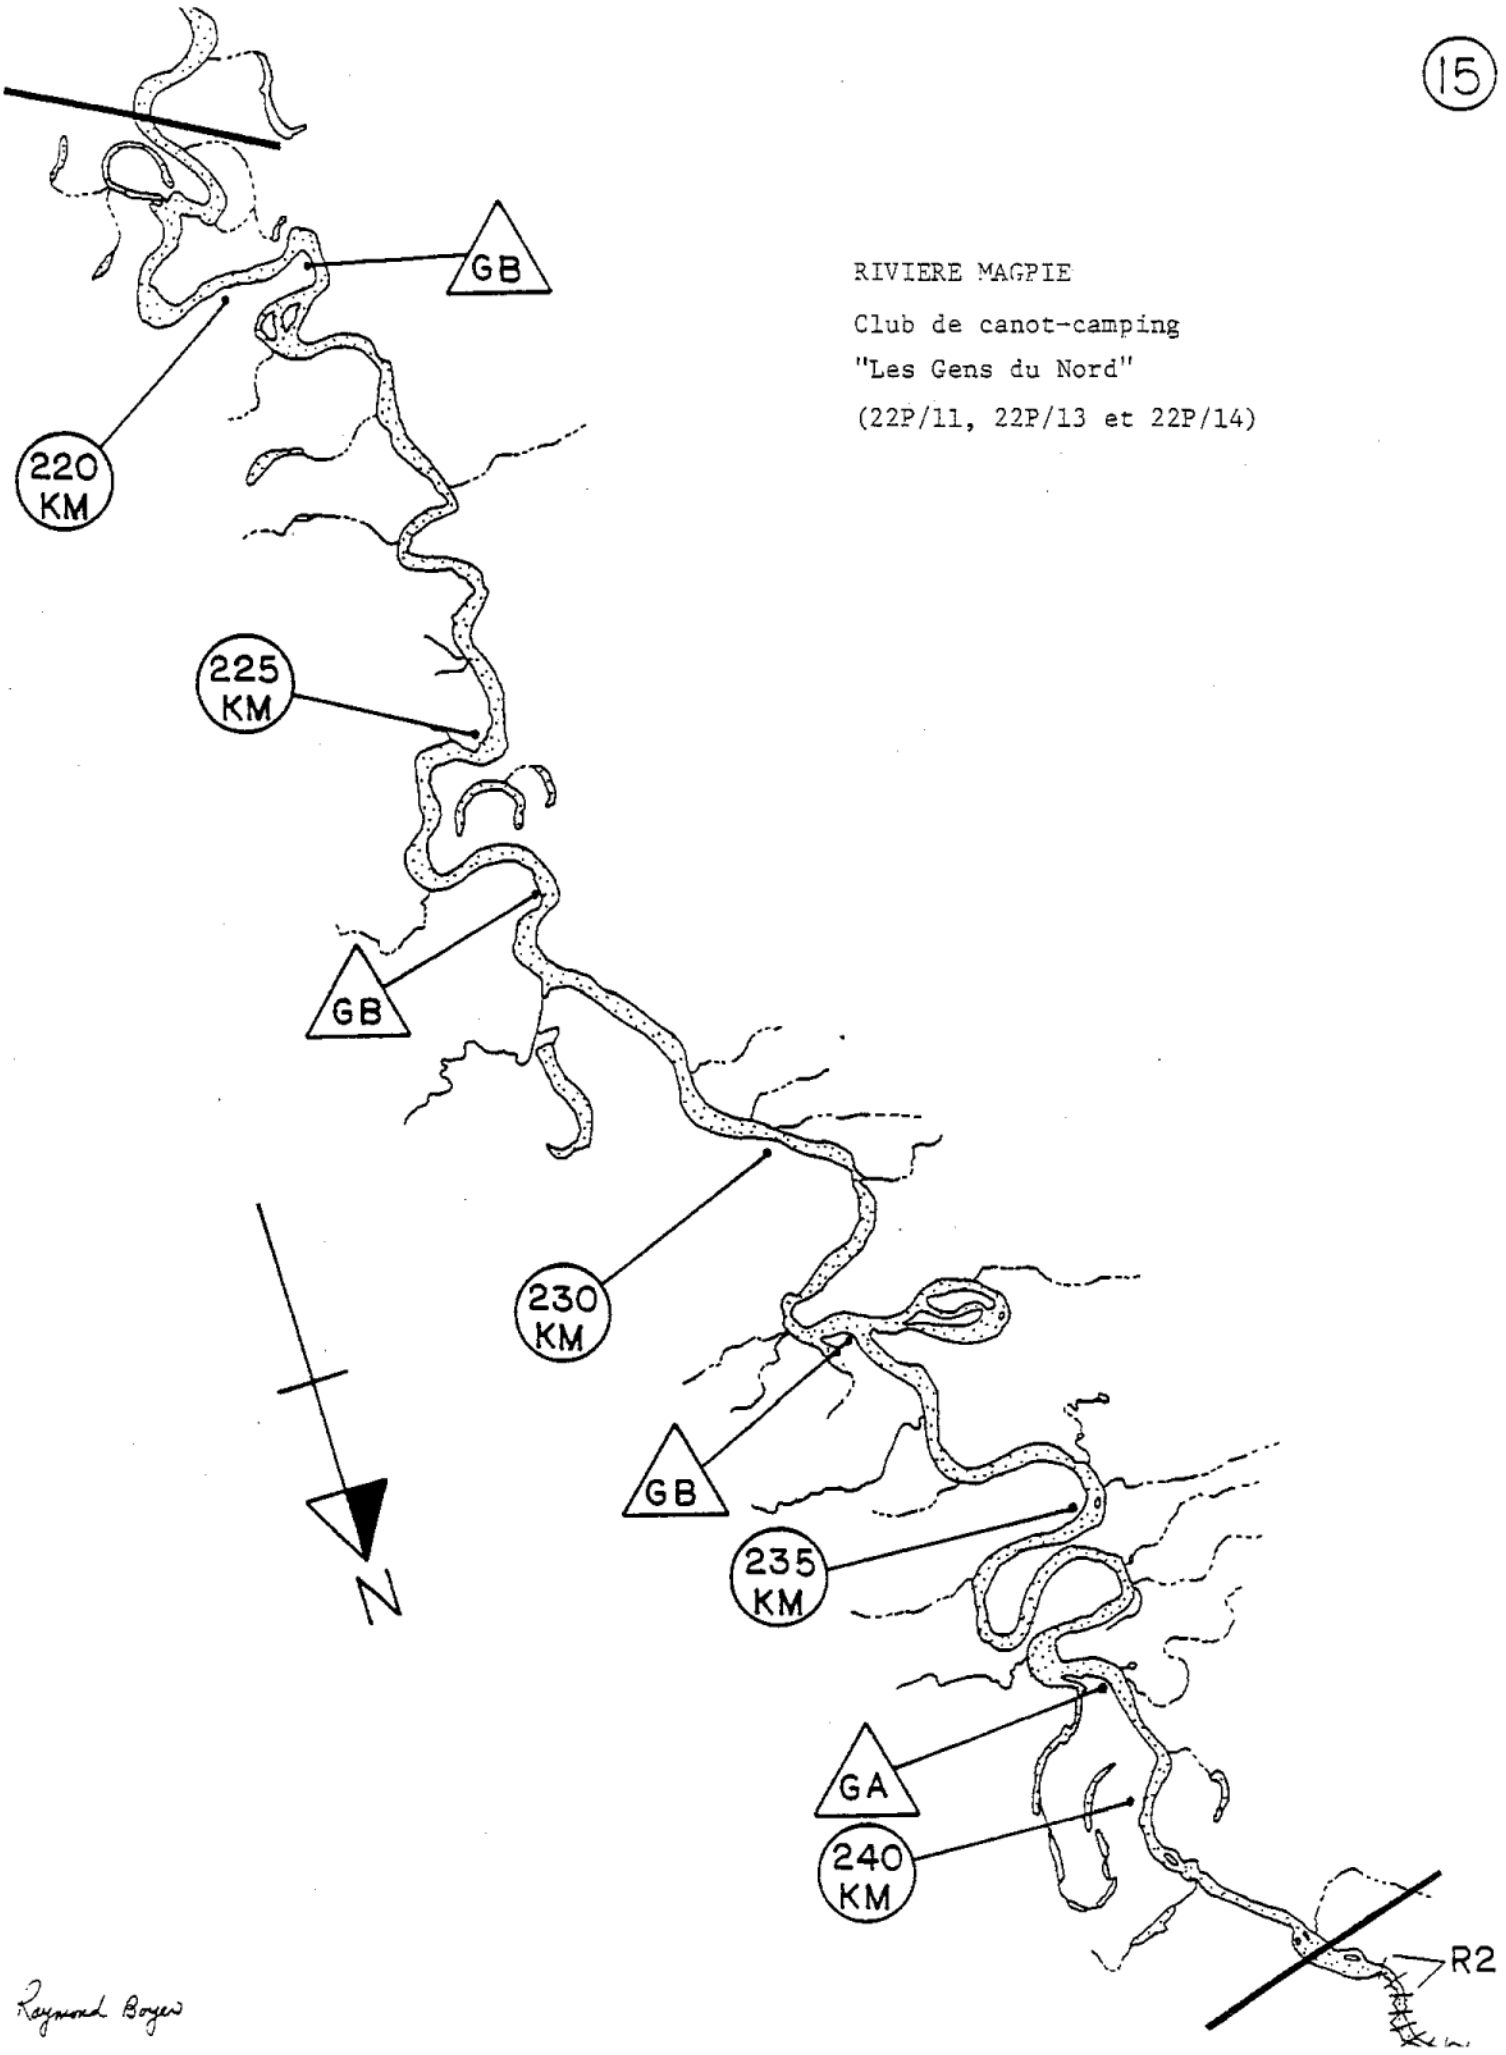 15
GB
RIVIERE MAGPIE
Club de canot-camping
"Les Gens du Nord"
(22P/11, 22P/13 et 22P/14)
220
KM
225
KM
GB
230
KM
GB
235
KM
N
GA
240
KM
R2
Raymond Boyer